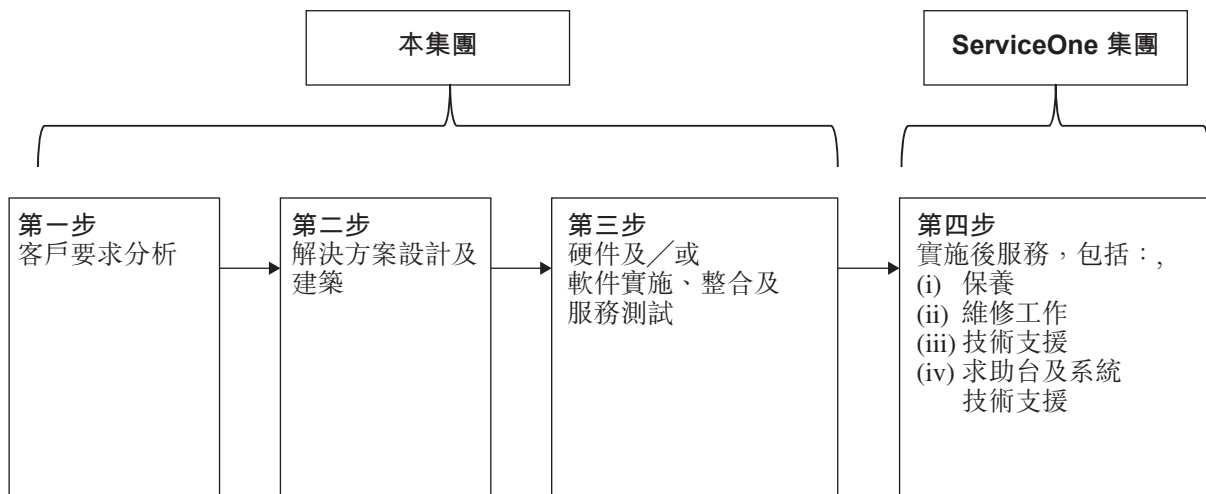 本集團
ServiceOne 集團
第一步
客戶要求分析
第二步
解決方案設計及
建築
第三步
硬件及／或
軟件實施、整合及
服務測試
第四步
實施後服務，包括：,
(i) 保養
(ii) 維修工作
(iii) 技術支援
(iv) 求助台及系統
技術支援